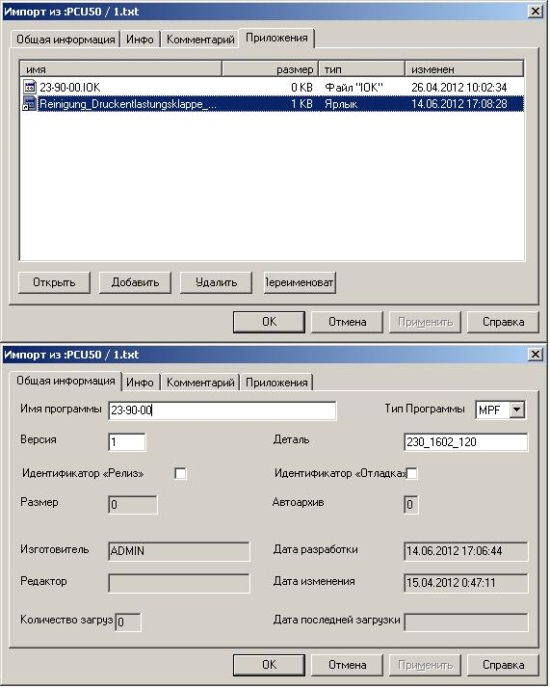 Импорт из :PCU50 / 1.txt
Общая информация Инфо Комментарий Приложения
имя размер тип изменен
23-90-00.IOK 0 KB Файл "IOK" 26.04.2012 10:02:34
Reinigung_Druckentlastungsklappe_... 1 KB Ярлык 14.06.2012 17:08:28
Открыть Добавить Удалить Переименоват
OK Отмена Применить Справка
Импорт из :PCU50 / 1.txt
Общая информация Инфо Комментарий Приложения
Имя программы 23-90-00 Тип Программы MPF
Версия 1 Деталь 230_1602_120
Идентификатор «Релиз» Идентификатор «Отладка»
Размер 0 Автоархив 0
Изготовитель ADMIN Дата разработки 14.06.2012 17:06:44
Редактор Дата изменения 15.04.2012 0:47:11
Количество загруз 0 Дата последней загрузки
OK Отмена Применить Справка